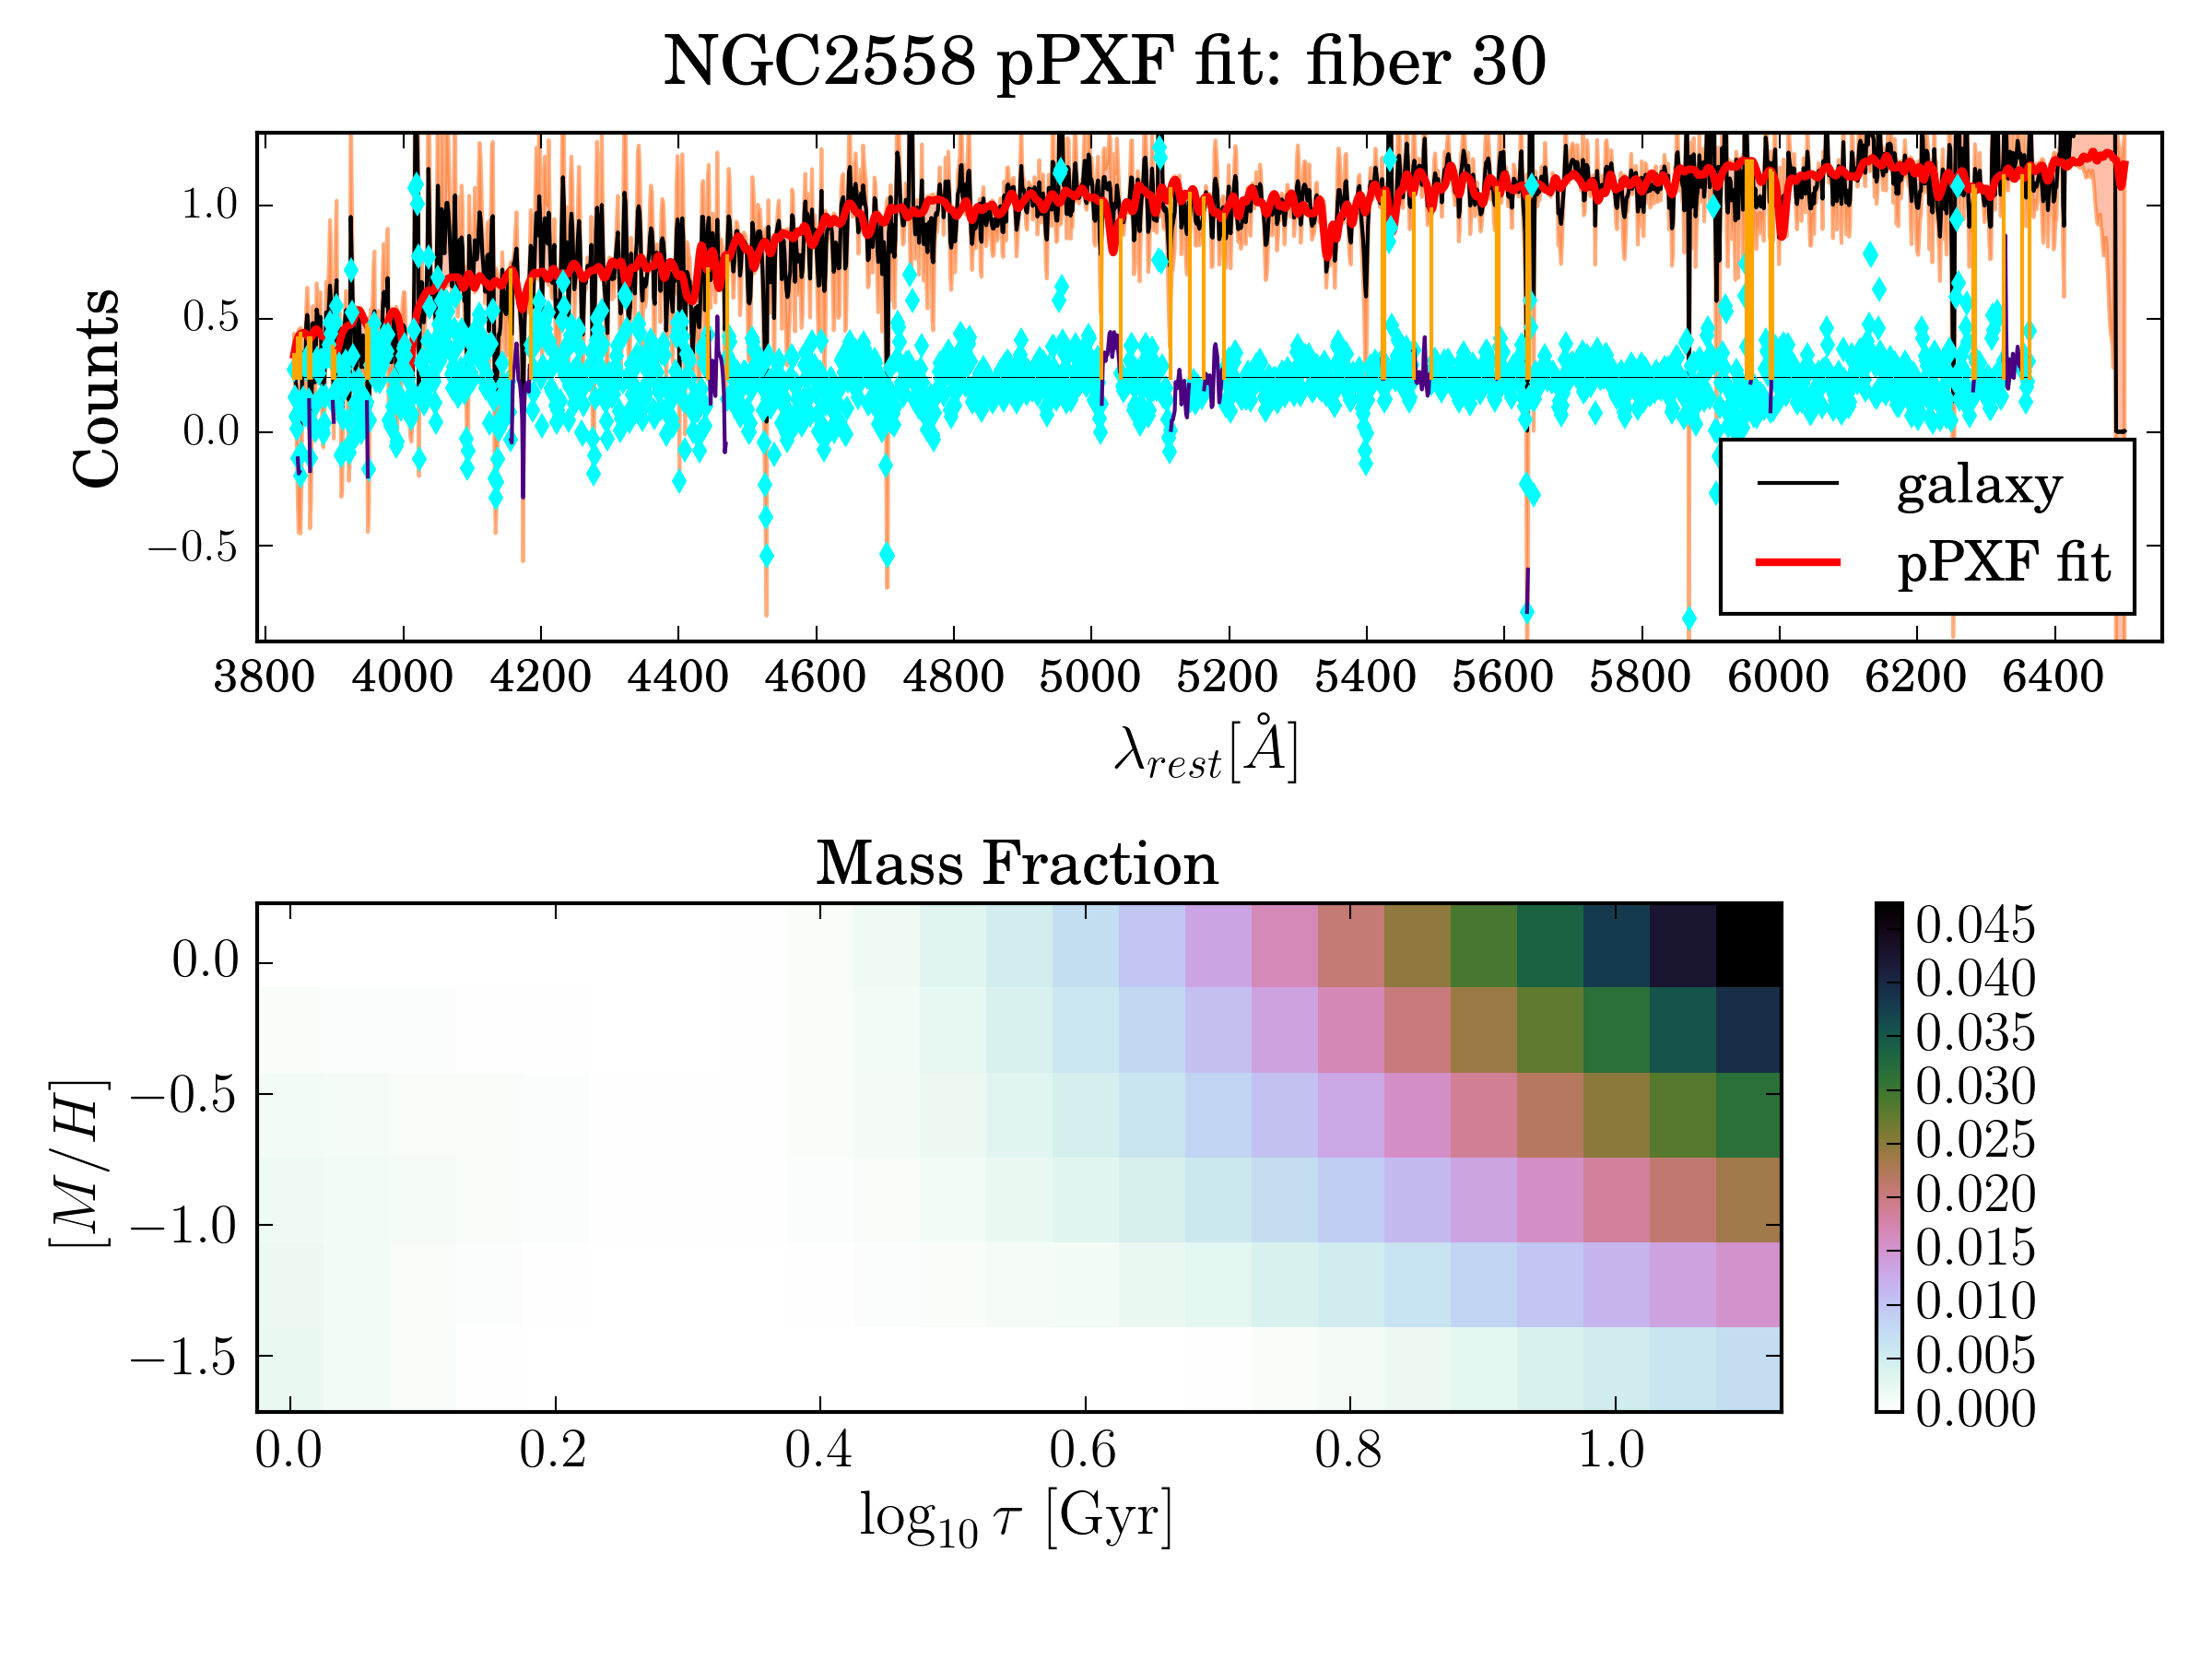 NGC2558 pPXF fit: fiber 30
1.0
0.5
0.0
−0.5
Counts
galaxy
pPXF fit
3800 4000 4200 4400 4600 4800 5000 5200 5400 5600 5800 6000 6200 6400
λrest[Å]
Mass Fraction
0.0
−0.5
−1.0
−1.5
[M/H]
0.045
0.040
0.035
0.030
0.025
0.020
0.015
0.010
0.005
0.000
0.0 0.2 0.4 0.6 0.8 1.0
log10 τ [Gyr]